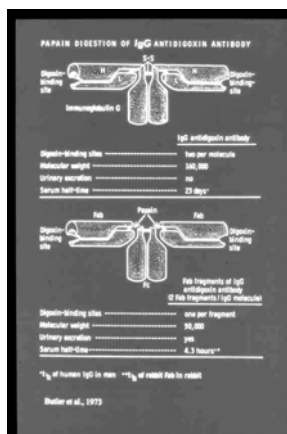 PAPAIN DIGESTION OF IgG ANTIDIGOXIN ANTIBODY
S-S
H H
L L
Digoxin-binding site
Digoxin-binding site
Immunoglobulin G
IgG antidigoxin antibody
Digoxin-binding sites two per molecule
Molecular weight 160,000
Urinary excretion no
Serum half-time 23 days*
Fab Papain Fab
Digoxin-binding site
Digoxin-binding site
Fc
Fab fragments of IgG
antidigoxin antibody
(2 Fab fragments/IgG molecule)
Digoxin-binding sites one per fragment
Molecular weight 50,000
Urinary excretion yes
Serum half-time 4.3 hours**
*t½ of human IgG in man **t½ of rabbit Fab in rabbit
Butler et al., 1973